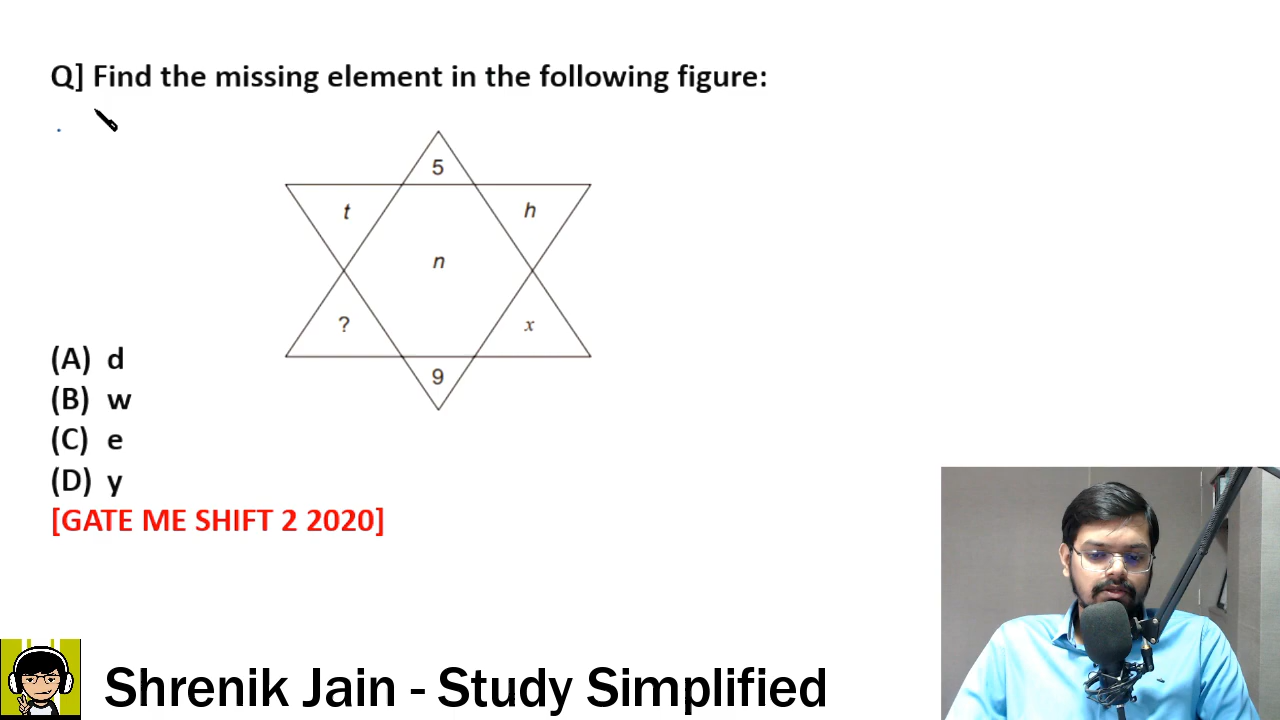 Q] Find the missing element in the following figure:
5
t h
n
? x
9
(A) d
(B) w
(C) e
(D) y
[GATE ME SHIFT 2 2020]
Shrenik Jain - Study Simplified